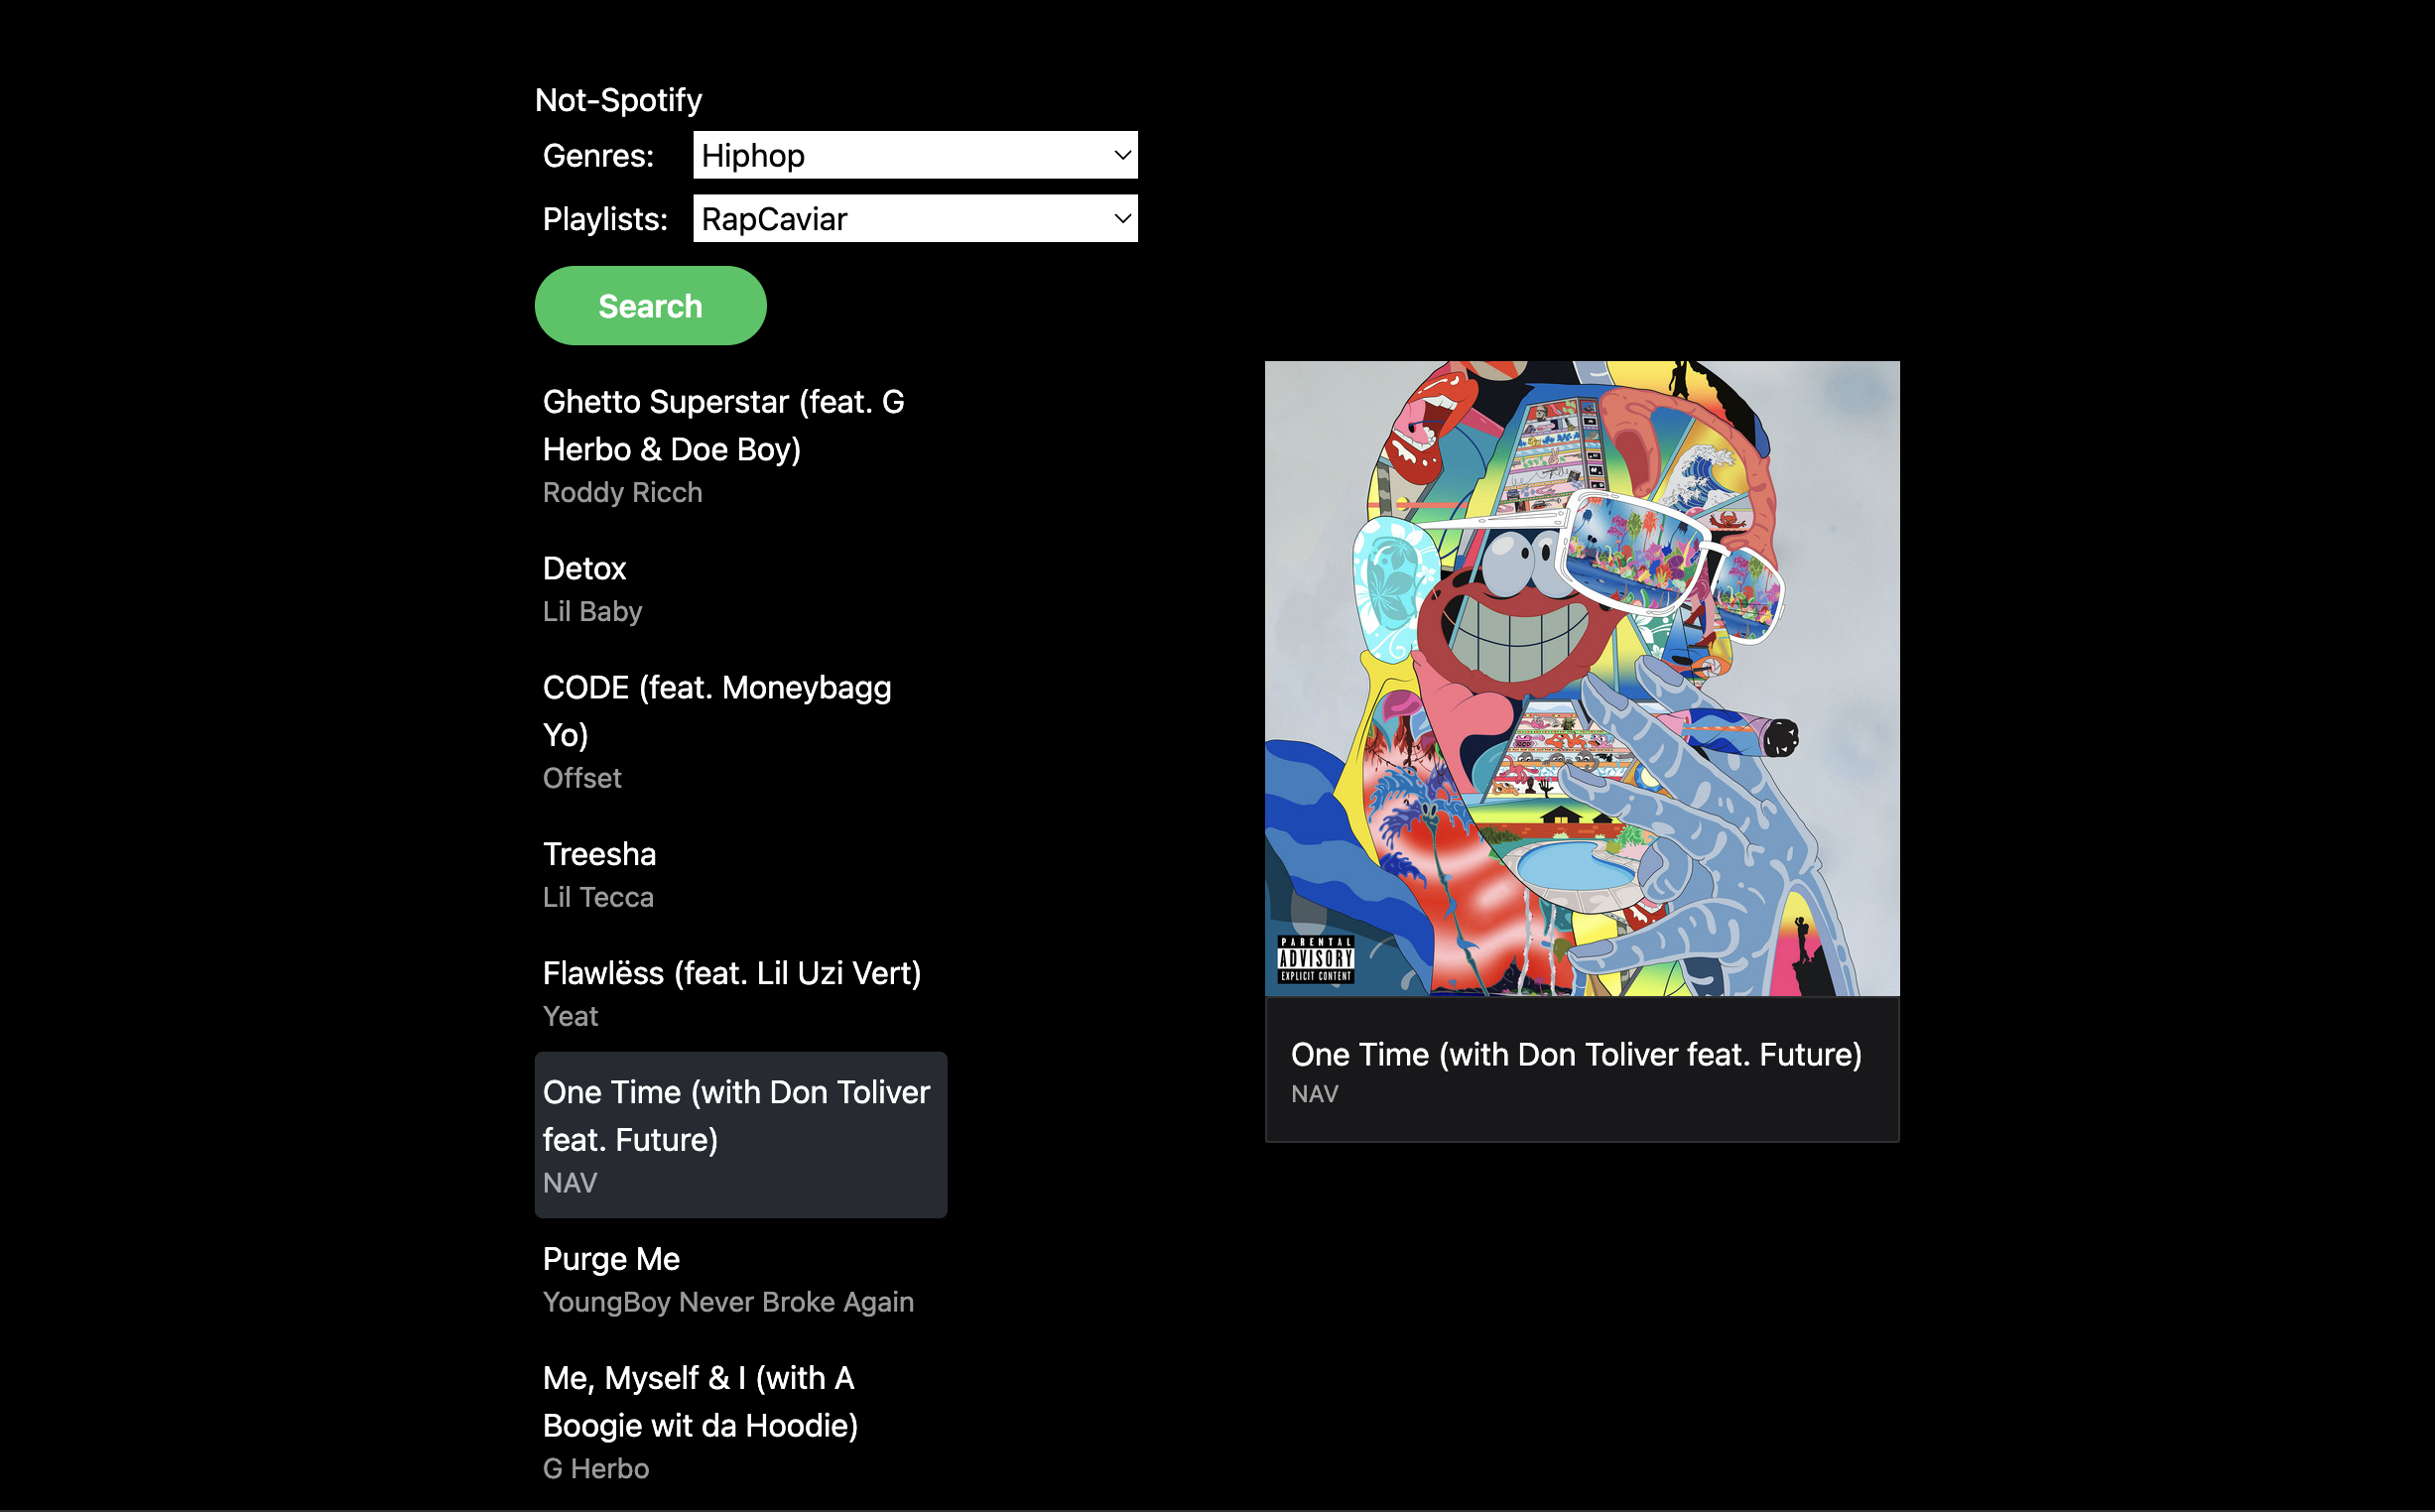 Not-Spotify
Genres: Hiphop
Playlists: RapCaviar
Search
Ghetto Superstar (feat. G
Herbo & Doe Boy)
Roddy Ricch
Detox
Lil Baby
CODE (feat. Moneybagg
Yo)
Offset
Treesha
Lil Tecca
Flawlëss (feat. Lil Uzi Vert)
Yeat
One Time (with Don Toliver
feat. Future)
NAV
Purge Me
YoungBoy Never Broke Again
Me, Myself & I (with A
Boogie wit da Hoodie)
G Herbo
PARENTAL
ADVISORY
EXPLICIT CONTENT
One Time (with Don Toliver feat. Future)
NAV